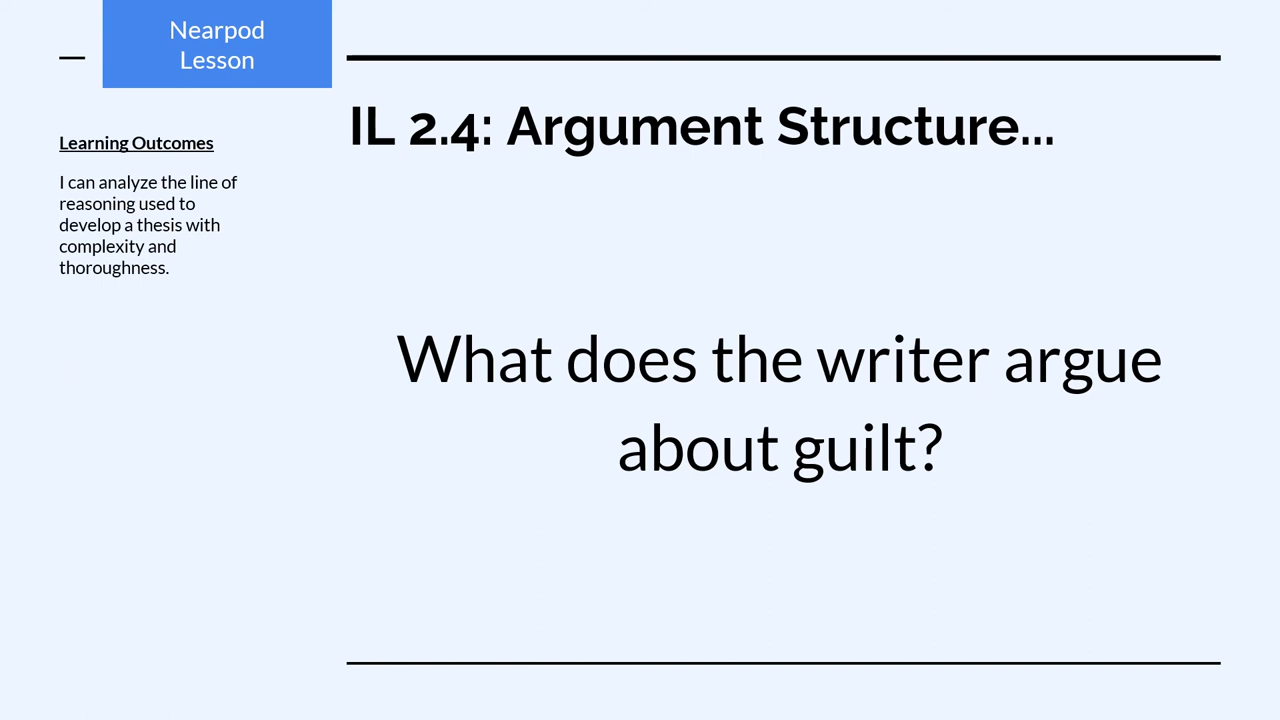 Nearpod
Lesson
IL 2.4: Argument Structure...
Learning Outcomes
I can analyze the line of
reasoning used to
develop a thesis with
complexity and
thoroughness.
What does the writer argue
about guilt?